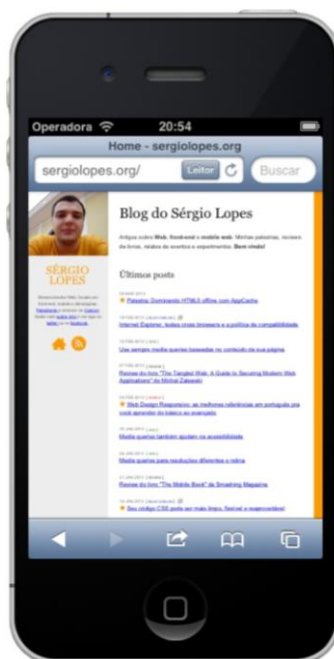 Operadora 20:54
Home - sergiolopes.org
sergiolopes.org/ Leitor Buscar
Blog do Sérgio Lopes
Artigos sobre Web, front-end e mobile web. Minhas palestras, reviews
de livros, relatos de eventos e experimentos. Bem vindo!
SÉRGIO
LOPES
Últimos posts
Palestra: Dominando HTML5 offline com AppCache
Internet Explorer, testes cross browsers e a política de compatibilidade
Use sempre media queries baseadas no conteúdo da sua página
Review do livro "The Tangled Web: A Guide to Securing Modern Web
Applications" do Michal Zalewski
Web Design Responsivo: as melhores referências em português pra
você aprender do básico ao avançado
Media queries também ajudam na acessibilidade
Media queries para resoluções diferentes e retina
Review do livro "The Mobile Book" da Smashing Magazine
Seu código CSS pode ser mais limpo, flexível e reaproveitável